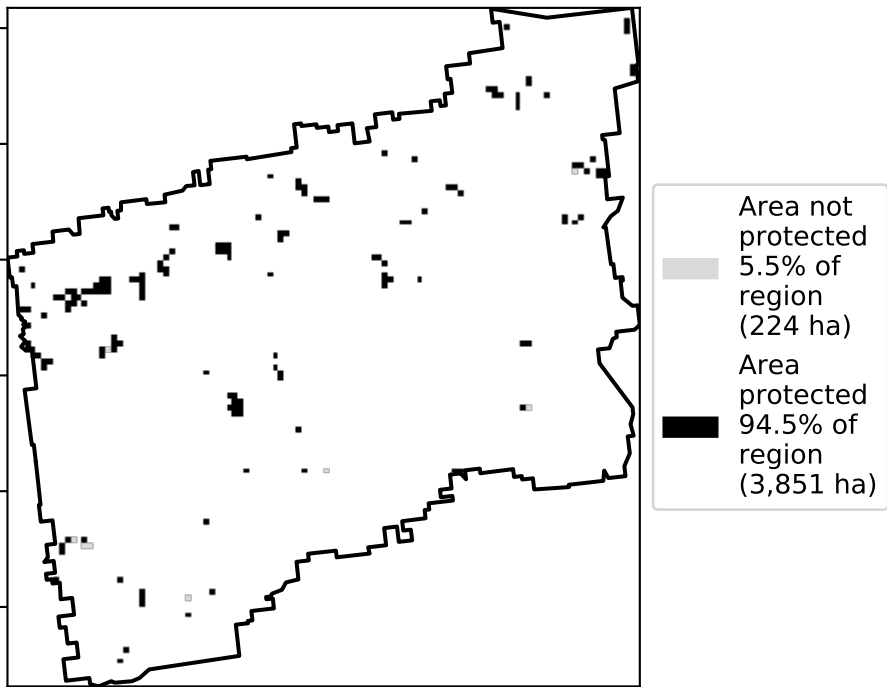 Area not
protected
5.5% of
region
(224 ha)
Area
protected
94.5% of
region
(3,851 ha)